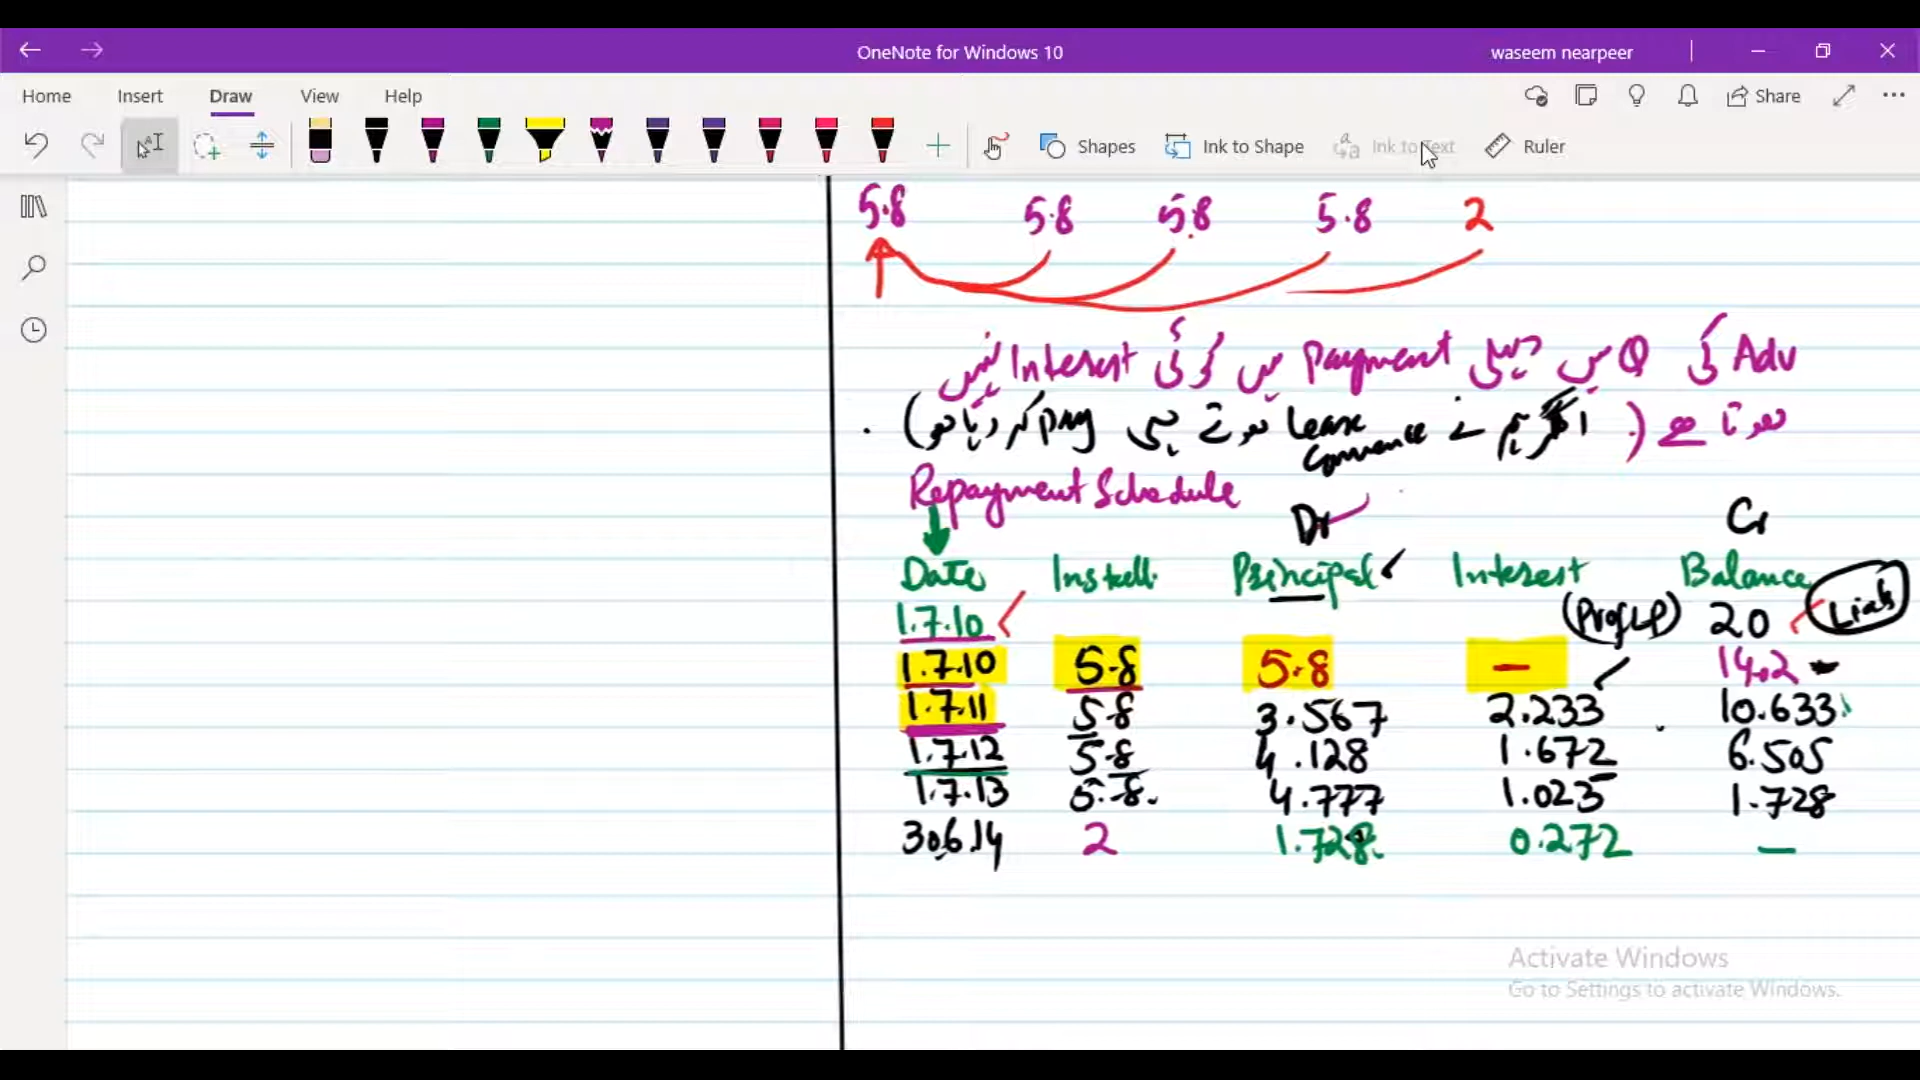 OneNote for Windows 10
waseem nearpeer
Home Insert Draw View Help
Share
Shapes Ink to Shape Ink to Text Ruler
5.8 5.8 5.8 5.8 2
Adv کی Q میں پہلی Payment میں کوئی Interest نہیں
ہوتا ہے (اگر ہم نے Lease Commence ہوتے ہی pay کر دیا ہو).
Repayment Schedule
Dr Cr
Date Install. Principal Interest Balance
1.7.10 (Prof LP) 20 Liab
1.7.10 5.8 5.8 – 14.2
1.7.11 5.8 3.567 2.233 10.633
1.7.12 5.8 4.128 1.672 6.505
1.7.13 5.8 4.777 1.023 1.728
30.6.14 2 1.728 0.272 –
Activate Windows
Go to Settings to activate Windows.